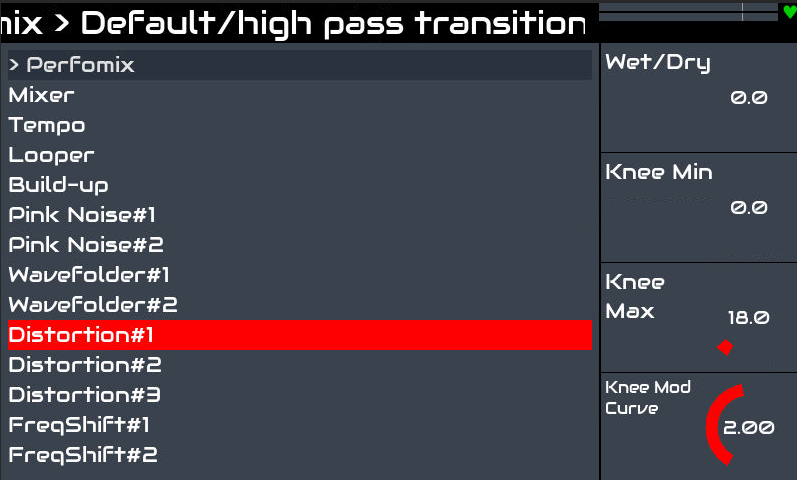 mix > Default/high pass transition
> Perfomix
Mixer
Tempo
Looper
Build-up
Pink Noise#1
Pink Noise#2
Wavefolder#1
Wavefolder#2
Distortion#1
Distortion#2
Distortion#3
FreqShift#1
FreqShift#2
Wet/Dry
0.0
Knee Min
0.0
Knee
Max
18.0
Knee Mod
Curve
2.00